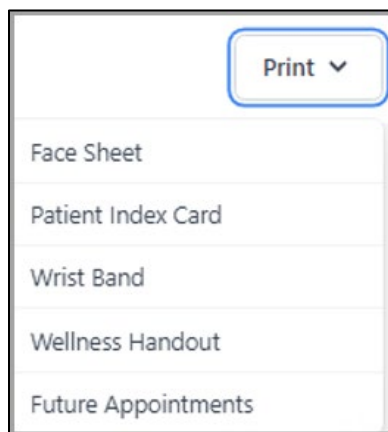 Print
Face Sheet
Patient Index Card
Wrist Band
Wellness Handout
Future Appointments